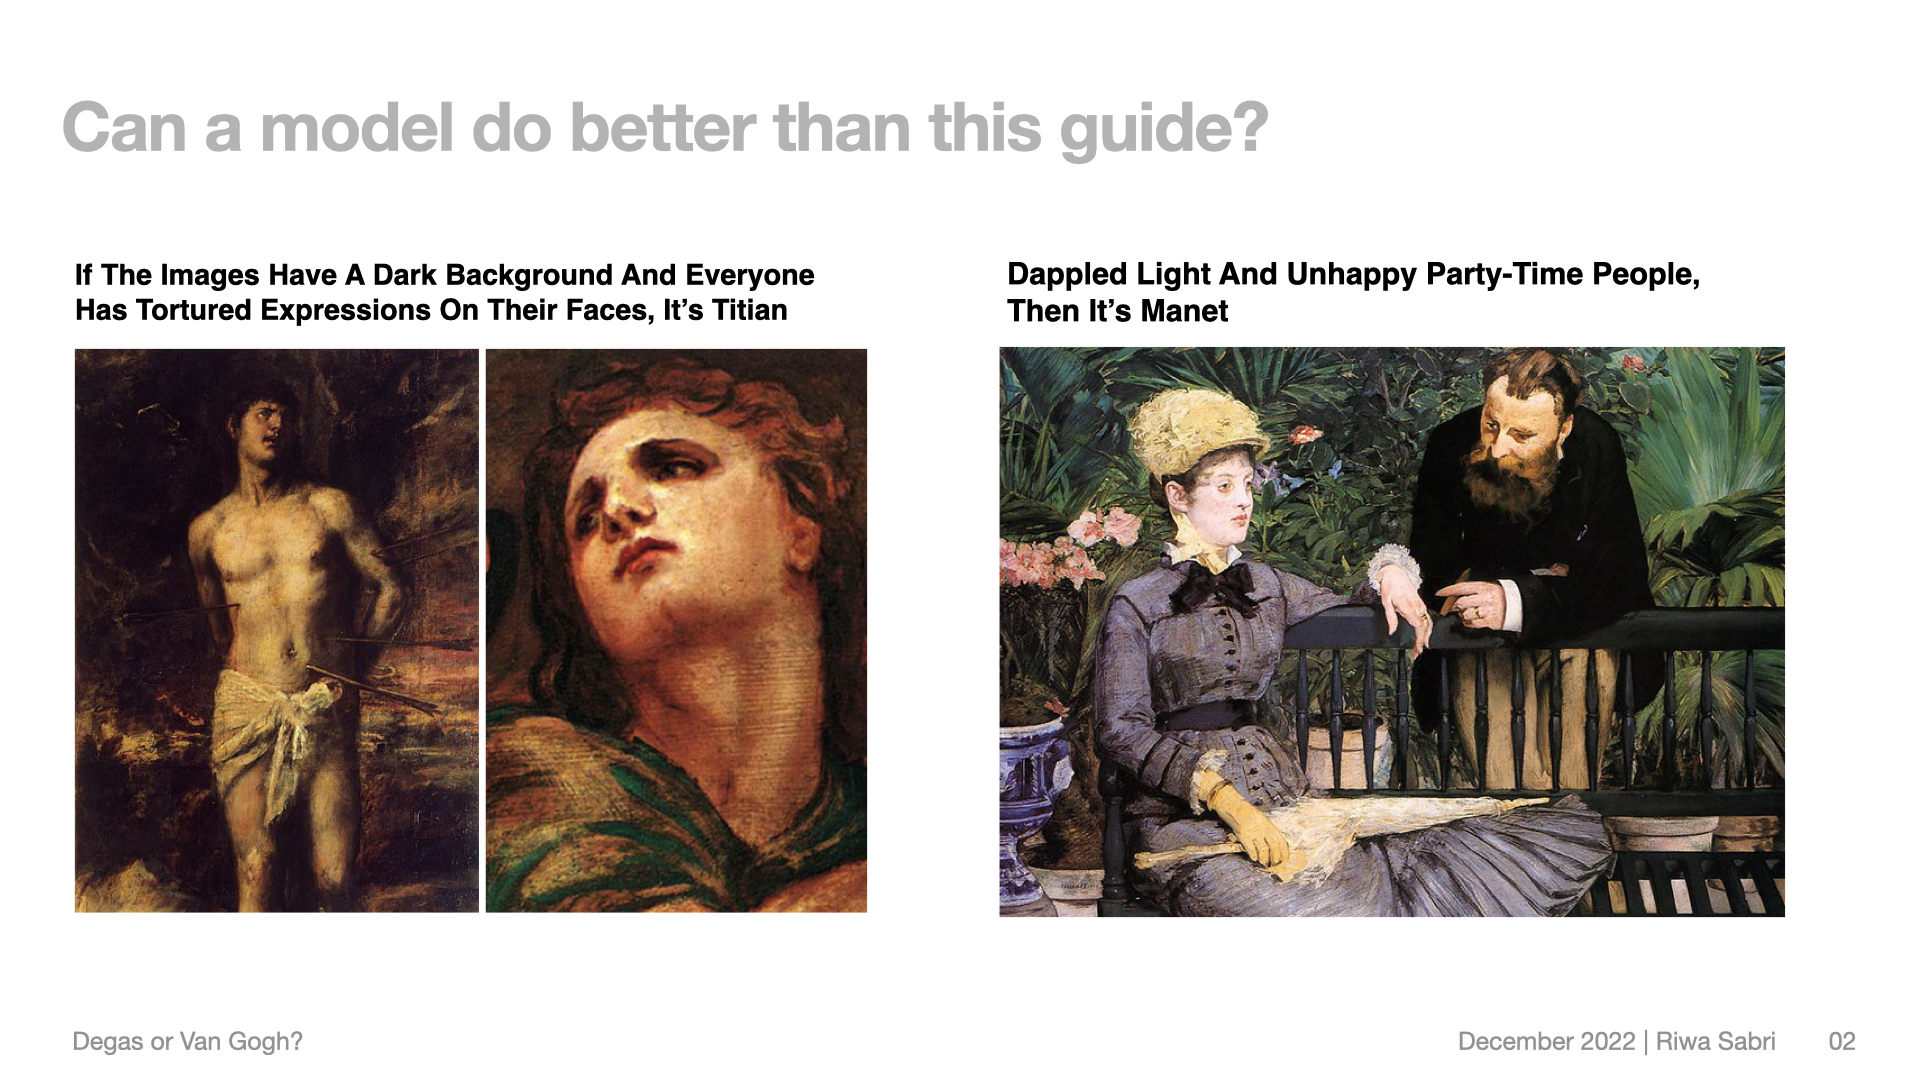 Can a model do better than this guide?
If The Images Have A Dark Background And Everyone
Has Tortured Expressions On Their Faces, It’s Titian
Dappled Light And Unhappy Party-Time People,
Then It’s Manet
Degas or Van Gogh?
December 2022 | Riwa Sabri
02